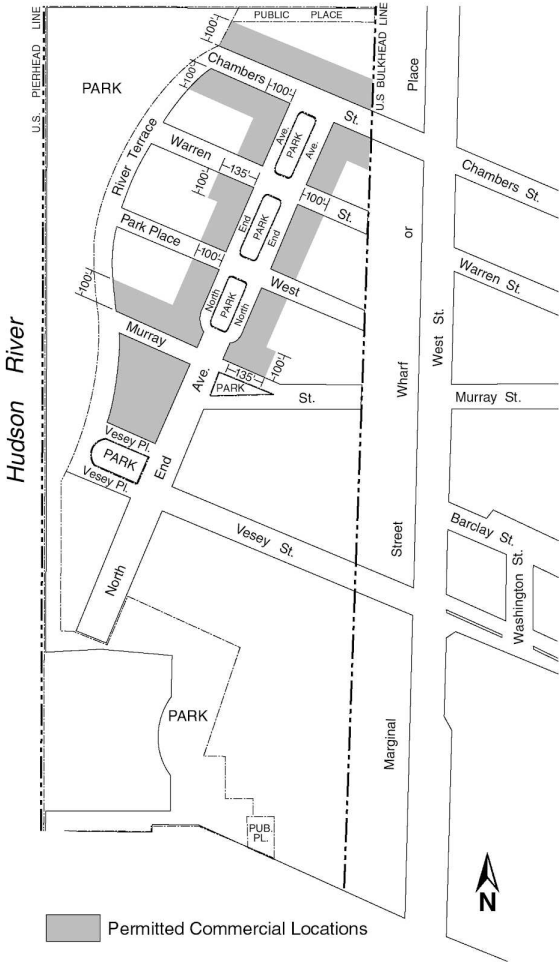 U.S. PIERHEAD LINE
PUBLIC PLACE
U.S BULKHEAD LINE
100'
PARK
Chambers
100'
100'
St.
Place
Ave.
PARK
Ave.
River Terrace
Warren
135'
100'
100'
St.
Chambers St.
Park Place
100'
End
PARK
End
or
West
Warren St.
100'
North
PARK
North
Hudson River
Murray
Ave.
100'
135'
PARK
St.
Wharf
West St.
Murray St.
Vesey Pl.
PARK
Vesey Pl.
End
Vesey St.
Street
Barclay St.
Washington St.
North
PARK
Marginal
PUB.
PL.
N
Permitted Commercial Locations